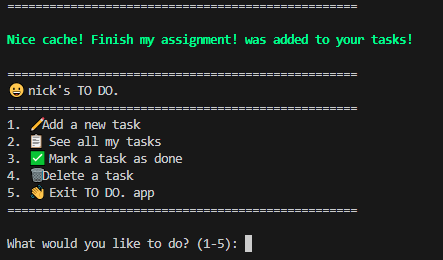 ==============================================
Nice cache! Finish my assignment! was added to your tasks!
==============================================
😀 nick's TO DO.
==============================================
1. 🖊️Add a new task
2. 📋 See all my tasks
3. ✅ Mark a task as done
4. 🗑️Delete a task
5. 👋 Exit TO DO. app
==============================================
What would you like to do? (1-5):